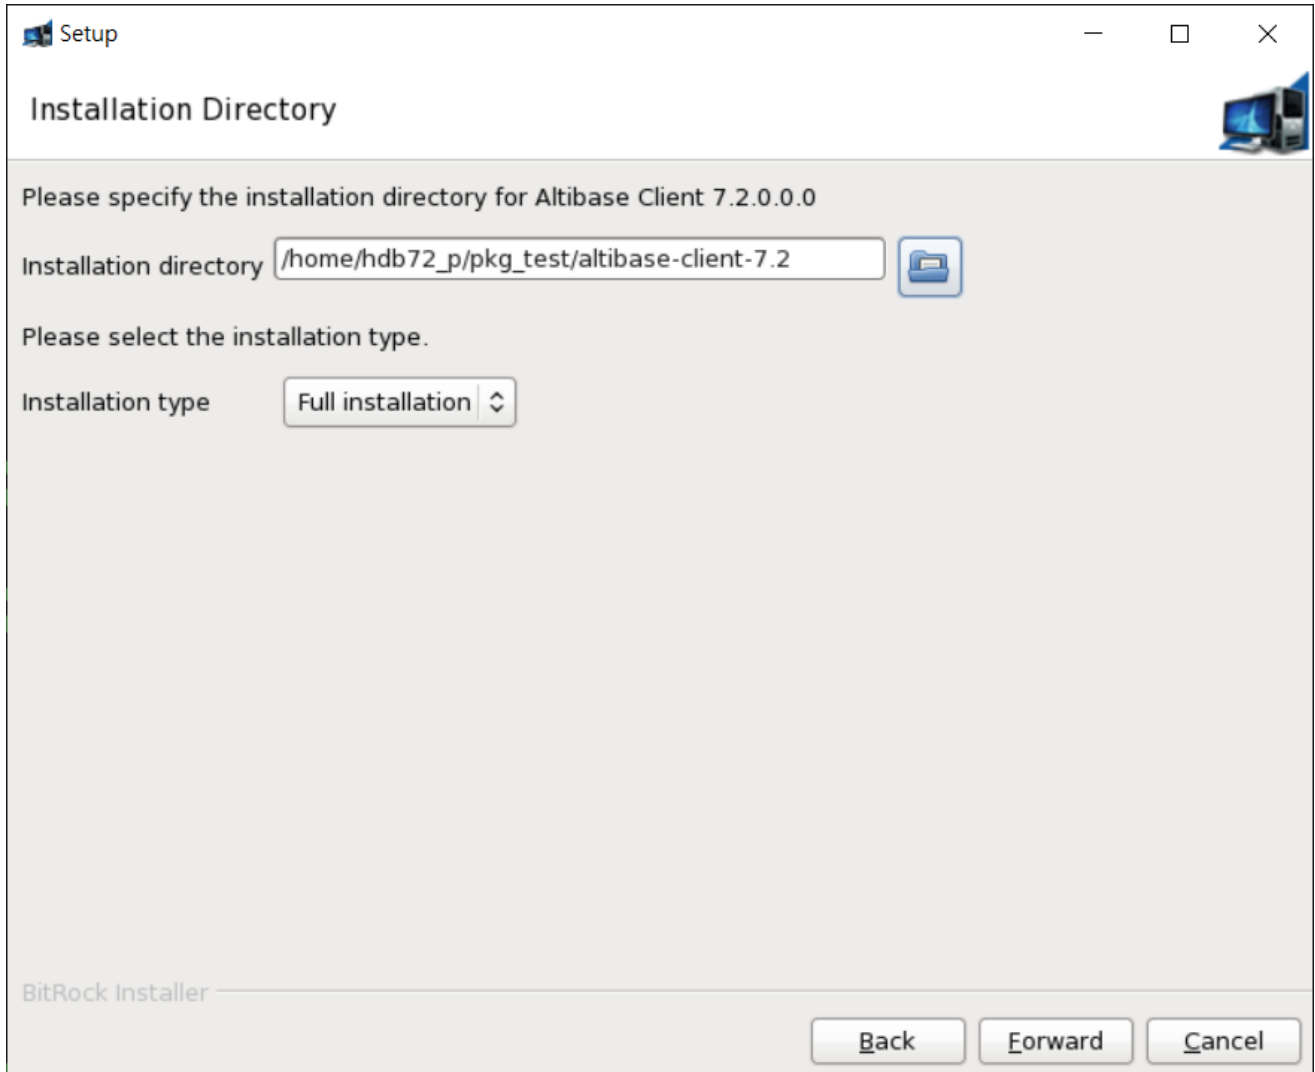 Setup
Installation Directory
Please specify the installation directory for Altibase Client 7.2.0.0.0
Installation directory /home/hdb72_p/pkg_test/altibase-client-7.2
Please select the installation type.
Installation type Full installation
BitRock Installer
Back Forward Cancel